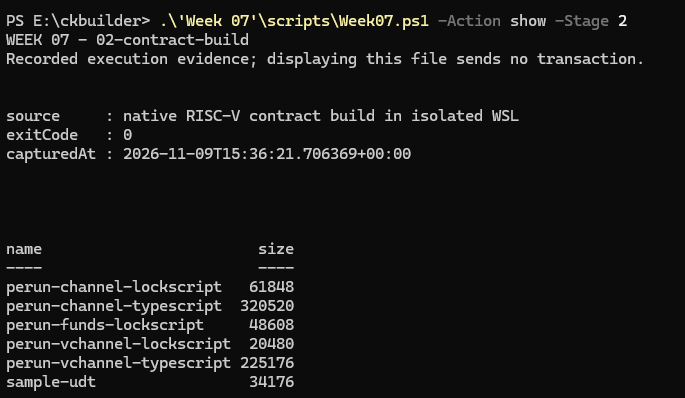 PS E:\ckbuilder> .\'Week 07'\scripts\Week07.ps1 -Action show -Stage 2
WEEK 07 - 02-contract-build
Recorded execution evidence; displaying this file sends no transaction.
source     : native RISC-V contract build in isolated WSL
exitCode   : 0
capturedAt : 2026-11-09T15:36:21.706369+00:00
name                       size
----                       ----
perun-channel-lockscript   61848
perun-channel-typescript  320520
perun-funds-lockscript     48608
perun-vchannel-lockscript  20480
perun-vchannel-typescript 225176
sample-udt                 34176